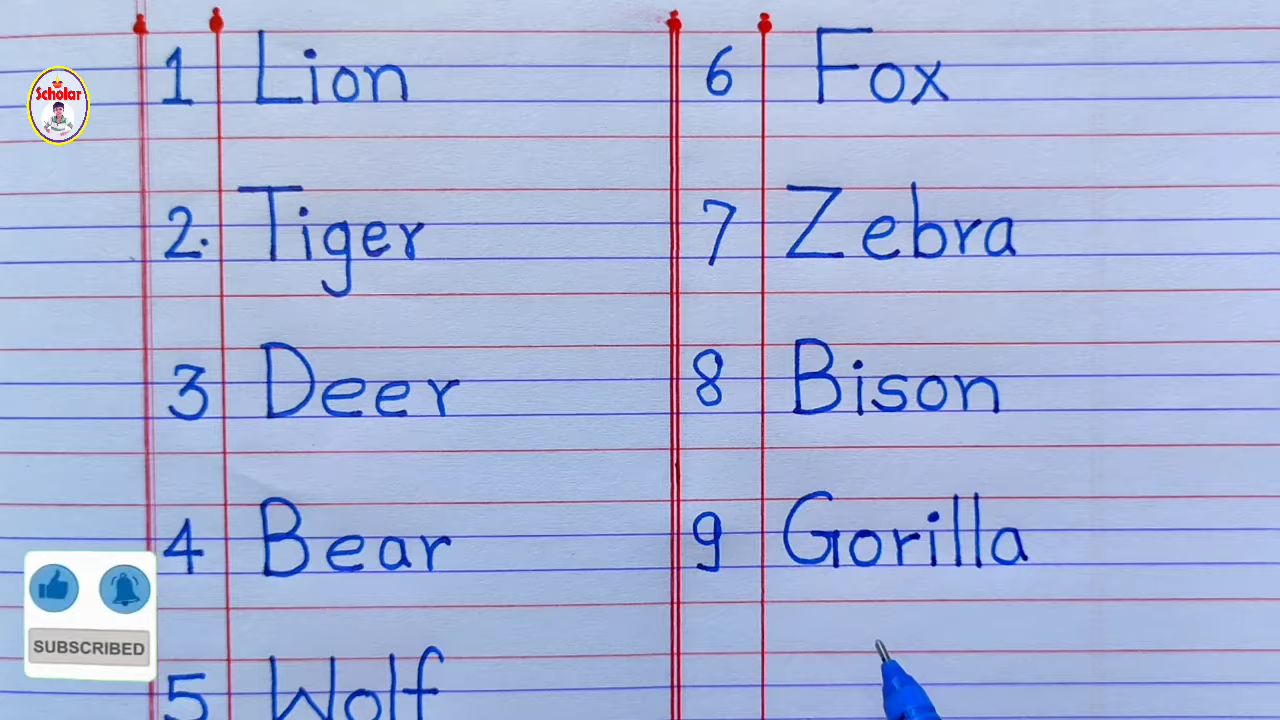 Scholar
1 Lion
2. Tiger
3 Deer
4 Bear
5 Wolf
6 Fox
7 Zebra
8 Bison
9 Gorilla
SUBSCRIBED